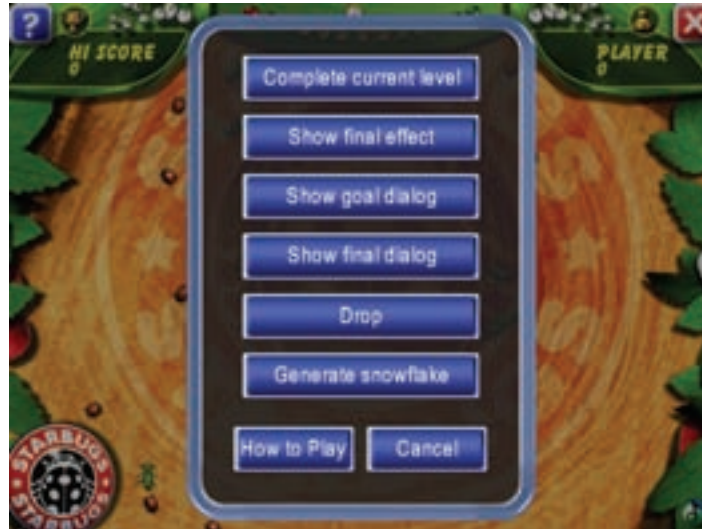 ?
HI SCORE
0
PLAYER
0
X
Complete current level
Show final effect
Show goal dialog
Show final dialog
Drop
Generate snowflake
How to Play
Cancel
STARBUGS
STARBUGS